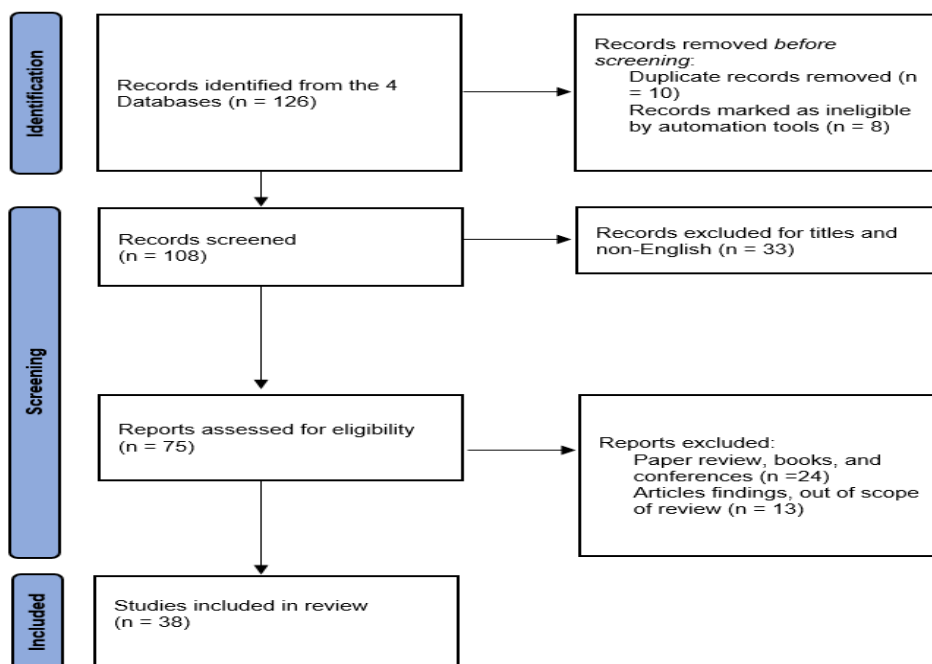 Identification
Records identified from the 4
Databases (n = 126)
Records removed before
screening:
Duplicate records removed (n
= 10)
Records marked as ineligible
by automation tools (n = 8)
Screening
Records screened
(n = 108)
Records excluded for titles and
non-English (n = 33)
Reports assessed for eligibility
(n = 75)
Reports excluded:
Paper review, books, and
conferences (n =24)
Articles findings, out of scope
of review (n = 13)
Included
Studies included in review
(n = 38)